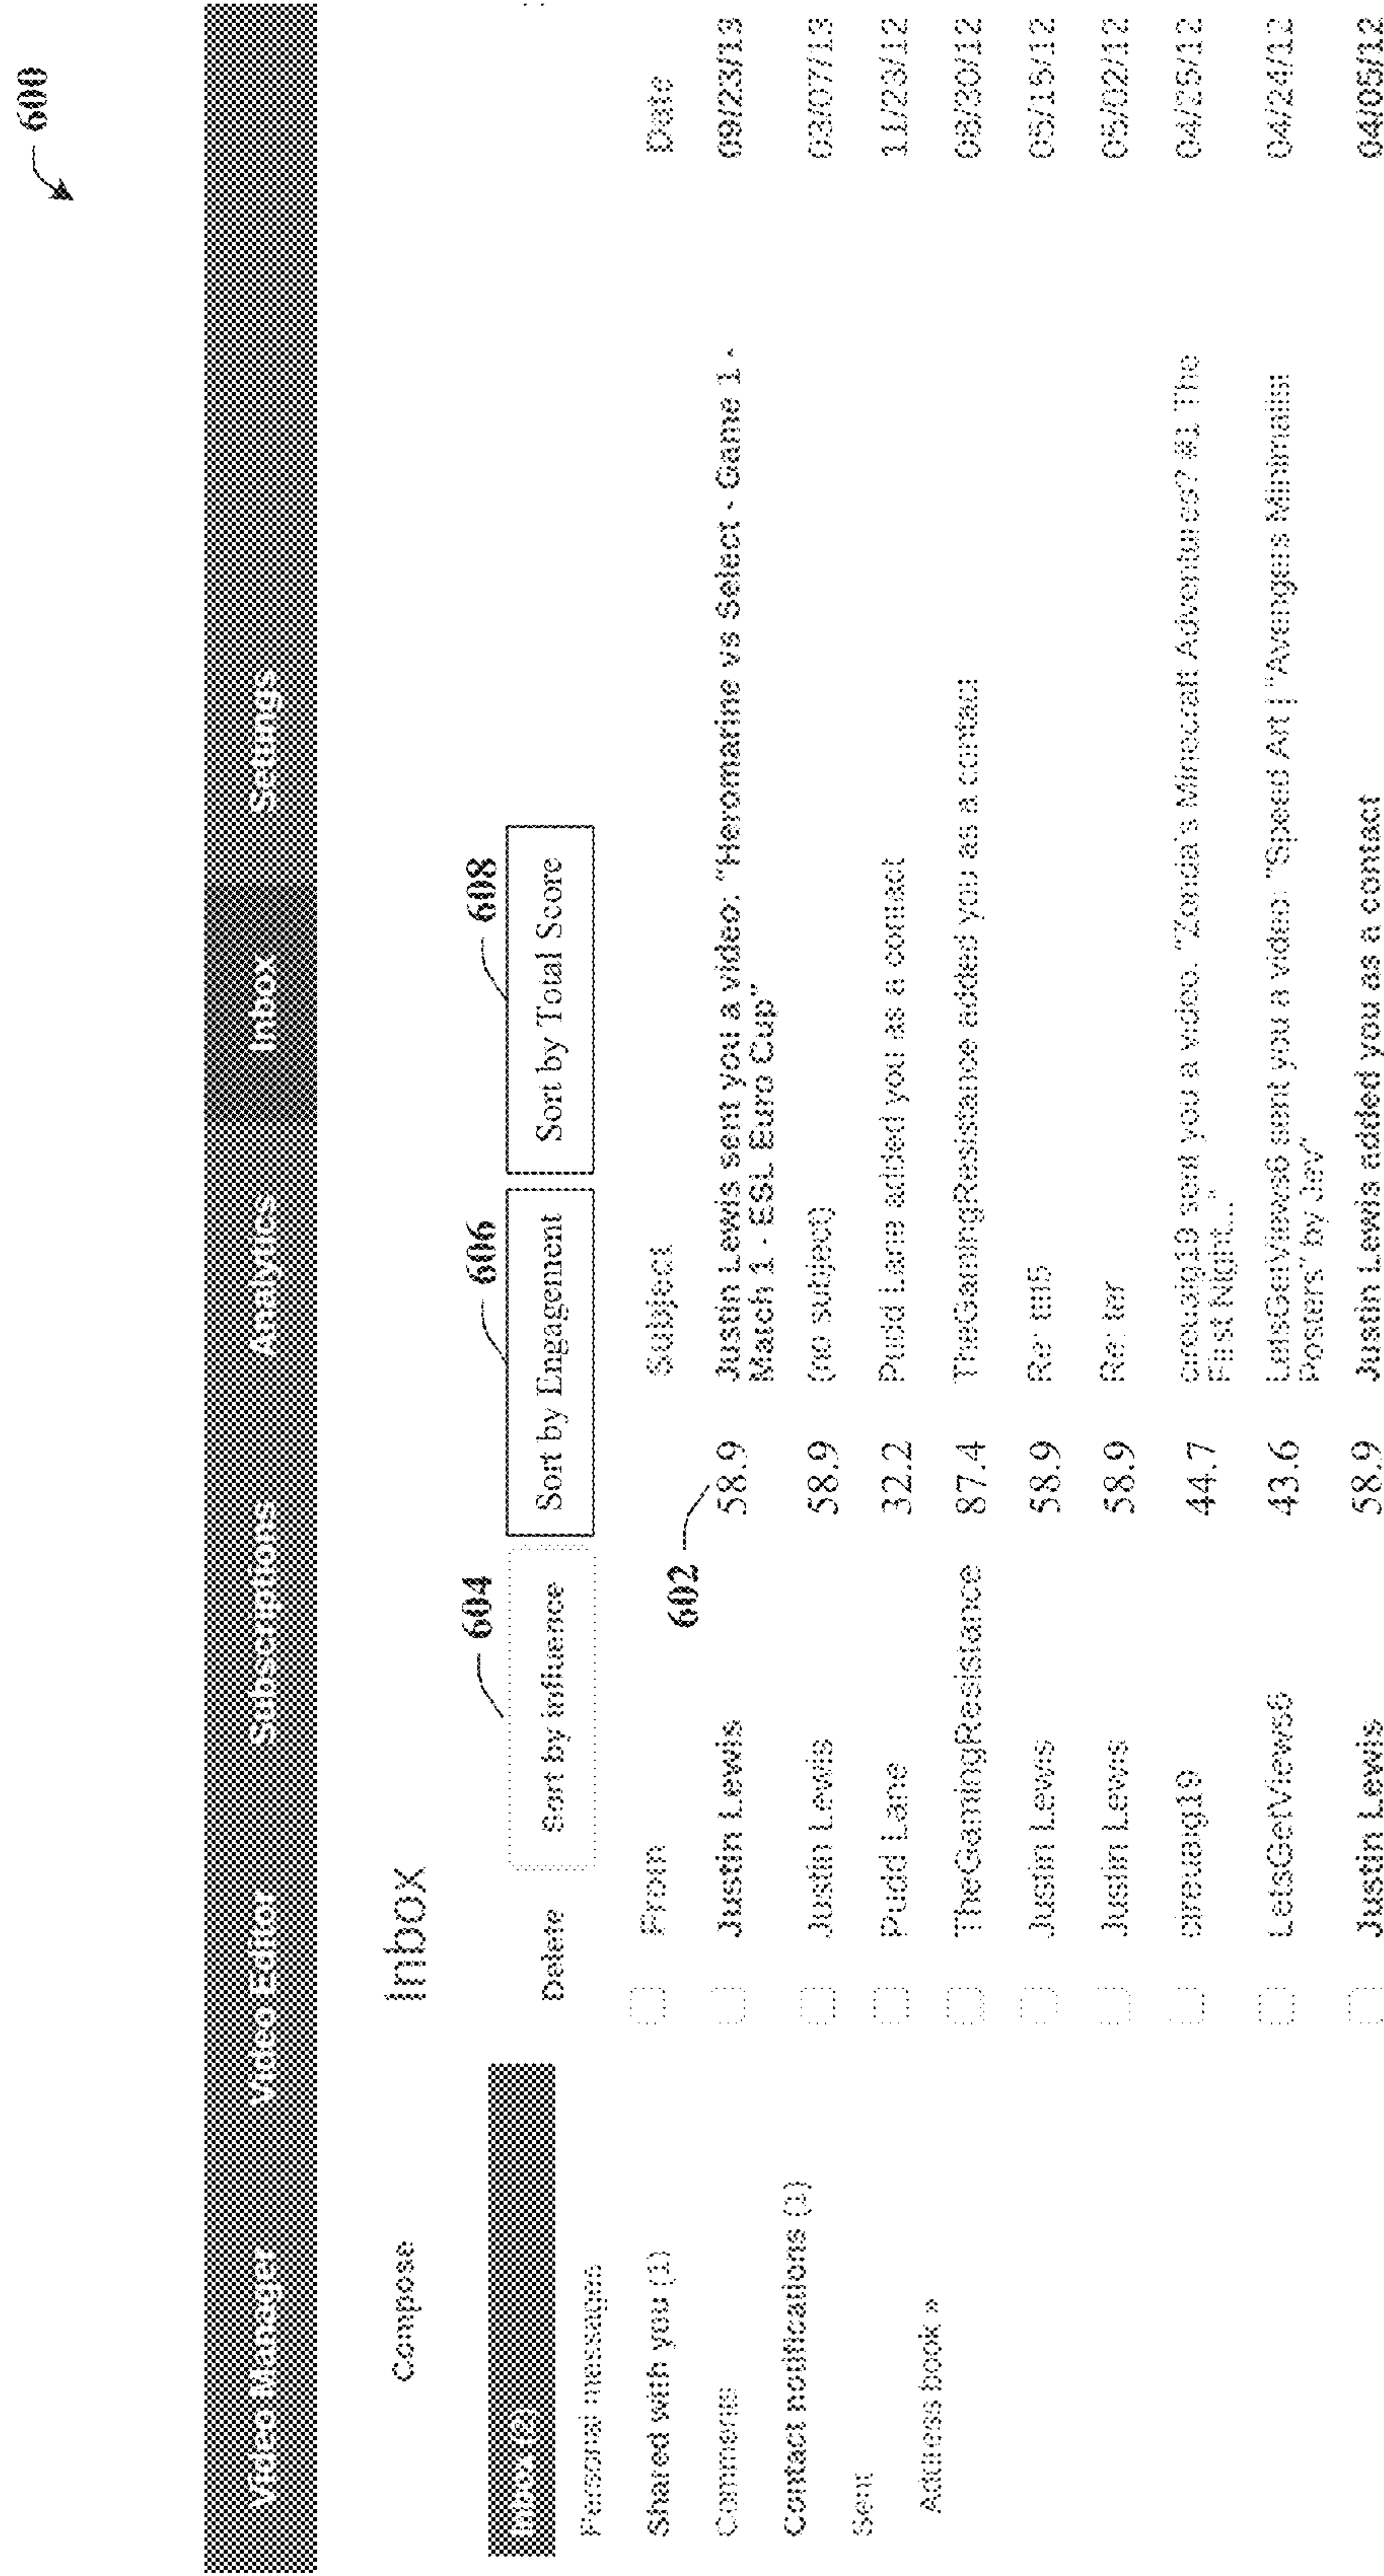 600
Video Manager Video Editor Subscriptions Analytics Inbox Settings
Compose
Inbox
604 606 608
Delete Sort by influence Sort by Engagement Sort by Total Score
Inbox (2)
Personal messages
Shared with you (1)
Comments
Contact notifications (1)
Sent
Address book »
From Subject Date
602
Justin Lewis 58.9 Justin Lewis sent you a video: "Heromarine vs Select - Game 1 - 09/23/13
March 1 - ESL Euro Cup"
Justin Lewis 58.9 (no subject) 03/07/13
Pudd Lane 32.2 Pudd Lane added you as a contact 11/23/12
TheGamingResistance 87.4 TheGamingResistance added you as a contact 08/30/12
Justin Lewis 58.9 Re: 05/15/12
Justin Lewis 58.9 Re: 05/02/12
44.7 sent you a video. "Zonda's Minecraft Adventures? #1 The 04/25/12
First Night..."
LetsGetViews6 43.6 LetsGetViews6 sent you a video: "Speed Art | "Avengers Minimalist 04/24/12
Posters" by Jay"
Justin Lewis 58.9 Justin Lewis added you as a contact 04/05/12